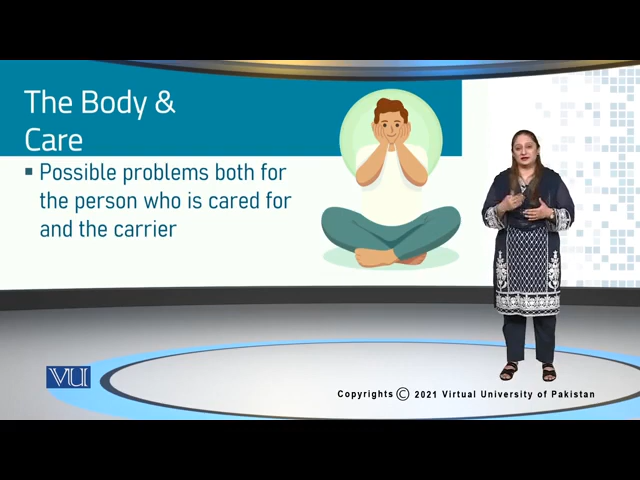 The Body &
Care
▪ Possible problems both for
the person who is cared for
and the carrier
VU
Copyrights © 2021 Virtual University of Pakistan